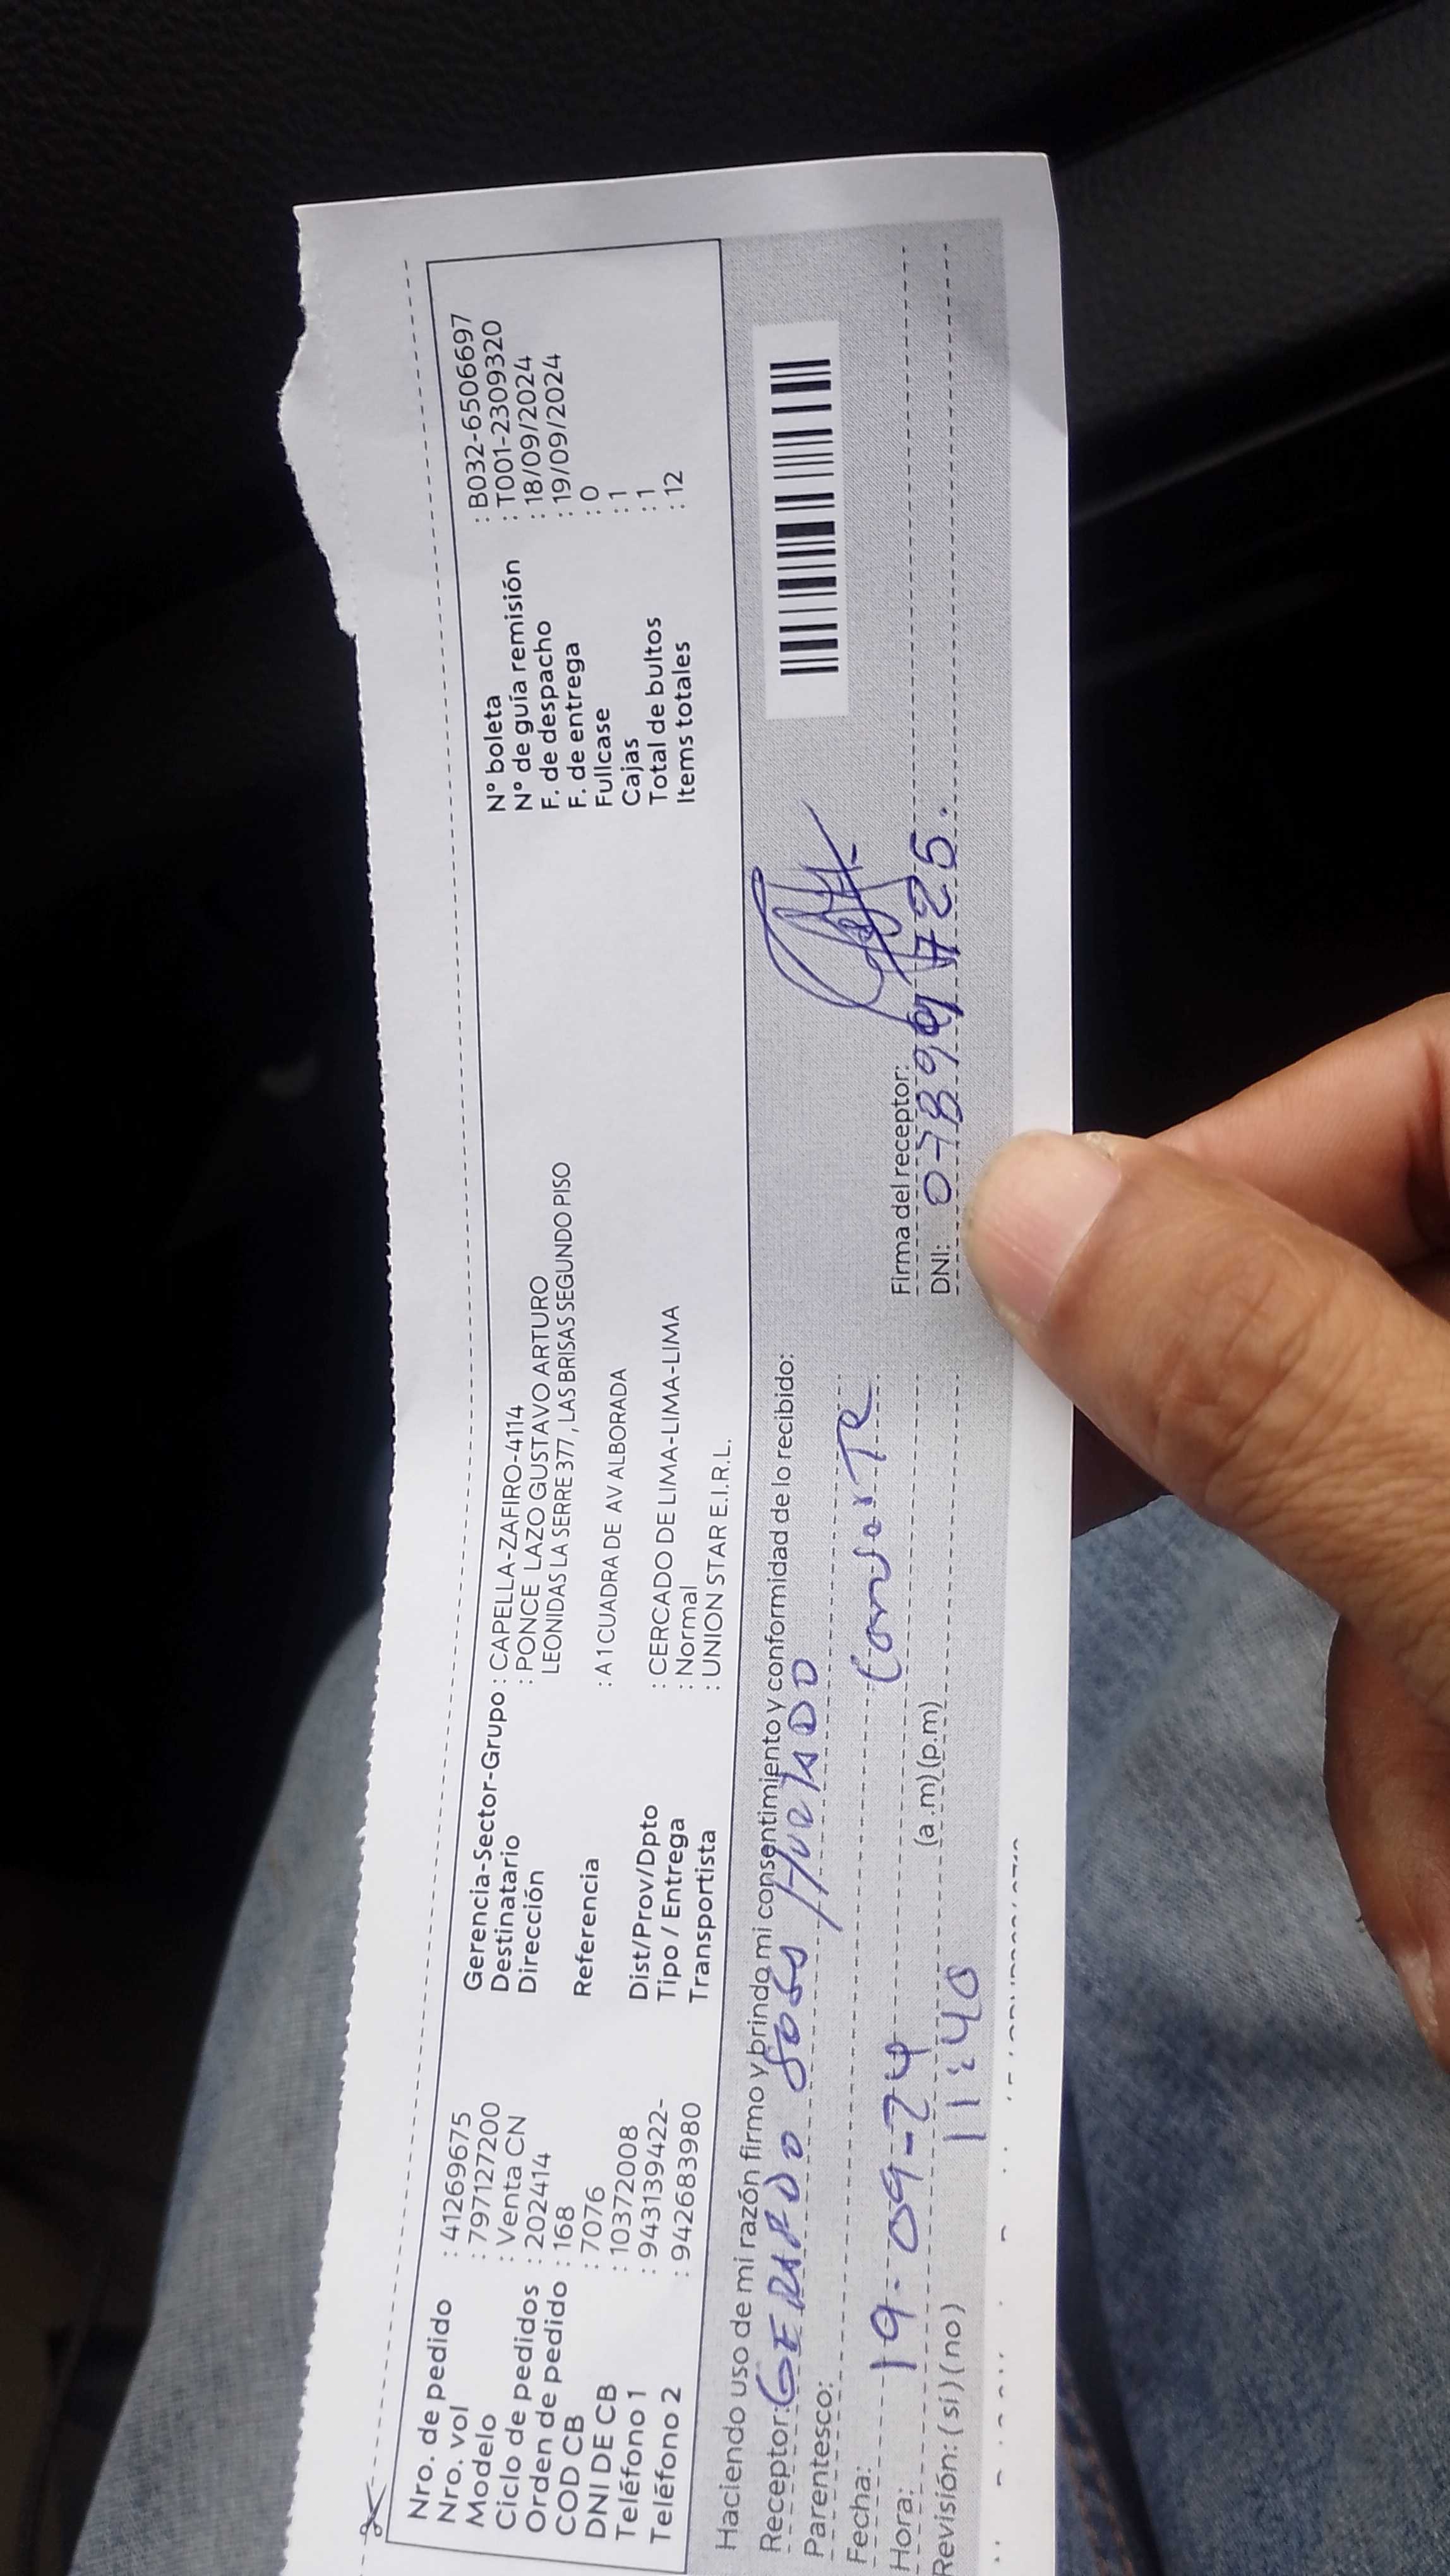 Nro. de pedido : 41269675
Nro. vol : 797127200
Modelo : Venta CN
Ciclo de pedidos : 202414
Orden de pedido : 168
COD CB : 7076
DNI DE CB : 10372008
Teléfono 1 : 943139422-
Teléfono 2 : 942683980
Gerencia-Sector-Grupo : CAPELLA-ZAFIRO-4114
Destinatario : PONCE LAZO GUSTAVO ARTURO
Dirección LEONIDAS LA SERRE 377, LAS BRISAS SEGUNDO PISO
Referencia : A 1 CUADRA DE AV ALBORADA
Dist/Prov/Dpto : CERCADO DE LIMA-LIMA-LIMA
Tipo / Entrega : Normal
Transportista : UNION STAR E.I.R.L.
N° boleta : B032-6506697
N° de guía remisión : T001-2309320
F. de despacho : 18/09/2024
F. de entrega : 19/09/2024
Fullcase : 0
Cajas : 1
Total de bultos : 1
Items totales : 12
Haciendo uso de mi razón firmo y brindo mi consentimiento y conformidad de lo recibido:
Receptor: GERARDO HURTADO
Parentesco: Consorte
Fecha: 19-09-24
Hora: 11:40 (a.m)(p.m)
Revisión: (si)(no)
Firma del receptor:
DNI: